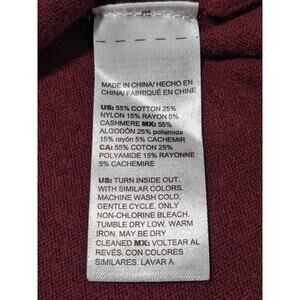 MADE IN CHINA/ HECHO EN
CHINA/ FABRIQUÉ EN CHINE
US: 55% COTTON 25%
NYLON 15% RAYON 5%
CASHMERE MX: 55%
ALGODÓN 25% poliamida
15% rayón 5% CACHEMIR
CA: 55% COTON 25%
POLYAMIDE 15% RAYONNE
5% CACHEMIRE
US: TURN INSIDE OUT.
WITH SIMILAR COLORS.
MACHINE WASH COLD,
GENTLE CYCLE. ONLY
NON-CHLORINE BLEACH.
TUMBLE DRY LOW. WARM
IRON. MAY BE DRY
CLEANED MX: VOLTEAR AL
REVÉS. CON COLORES
SIMILARES. LAVAR A